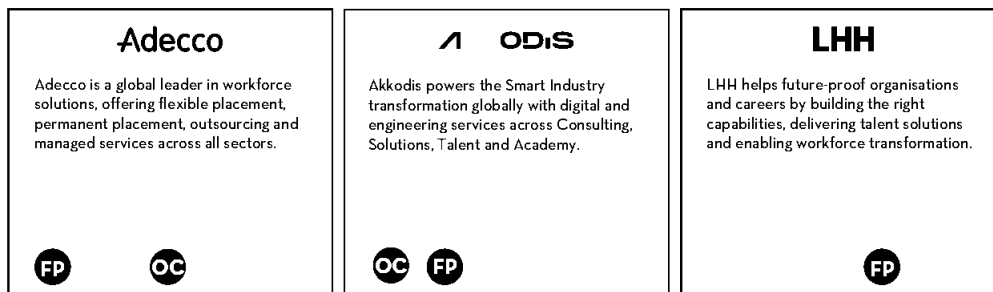 Adecco
Adecco is a global leader in workforce
solutions, offering flexible placement,
permanent placement, outsourcing and
managed services across all sectors.
FP OC
ODiS
Akkodis powers the Smart Industry
transformation globally with digital and
engineering services across Consulting,
Solutions, Talent and Academy.
OC FP
LHH
LHH helps future-proof organisations
and careers by building the right
capabilities, delivering talent solutions
and enabling workforce transformation.
FP